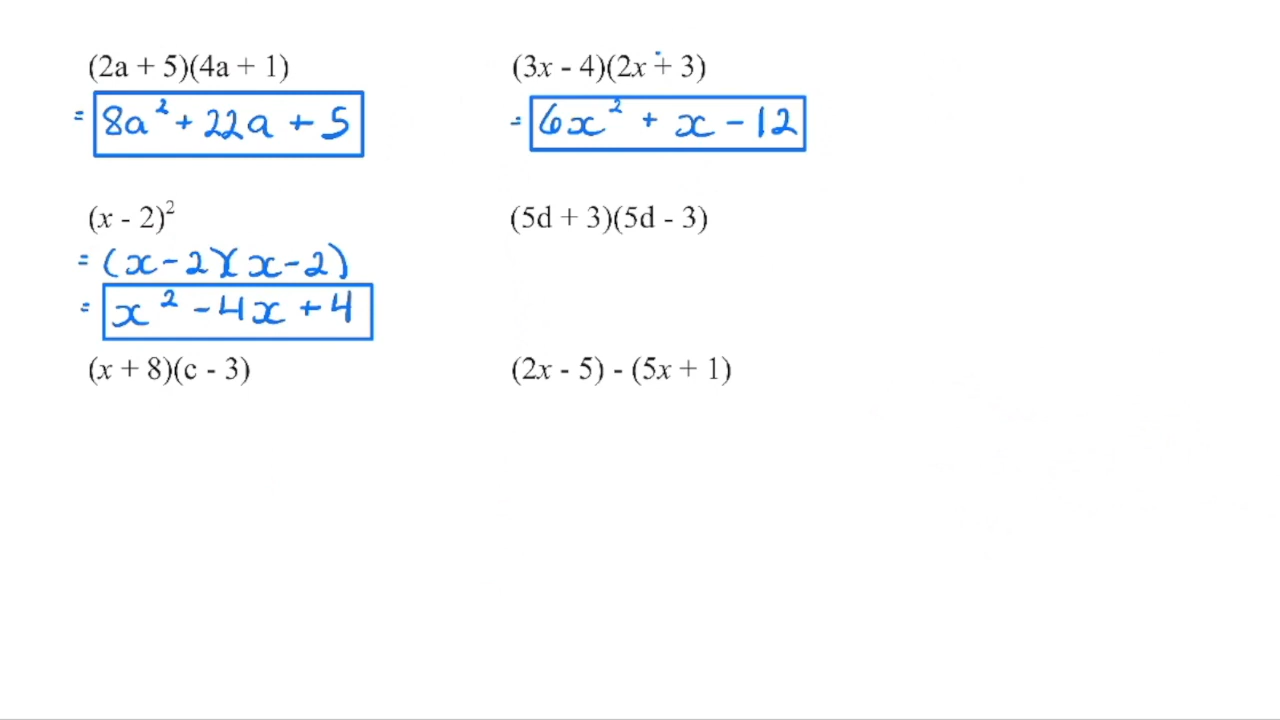 (2a + 5)(4a + 1)
= 8a² + 22a + 5
(3x - 4)(2x + 3)
= 6x² + x - 12
(x - 2)²
= (x - 2)(x - 2)
= x² - 4x + 4
(5d + 3)(5d - 3)
(x + 8)(c - 3)
(2x - 5) - (5x + 1)